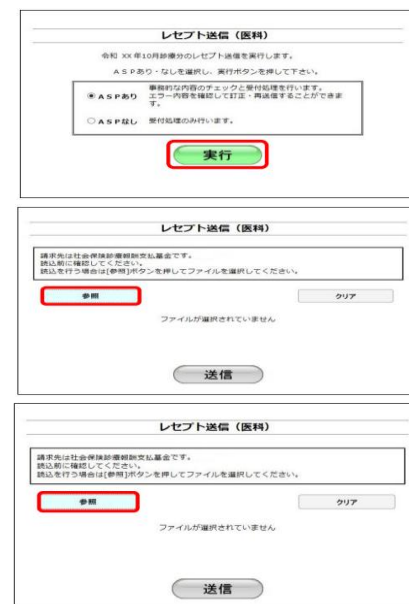 レセプト送信（医科）
令和 XX 年10月診療分のレセプト送信を実行します。
ＡＳＰあり・なしを選択し、実行ボタンを押して下さい。
ＡＳＰあり 事務的な内容のチェックと受付処理を行います。
エラー内容を確認して訂正・再送信することができま
す。
ＡＳＰなし 受付処理のみ行います。
実行
レセプト送信（医科）
請求先は社会保険診療報酬支払基金です。
読込前に確認してください。
読込を行う場合は[参照]ボタンを押してファイルを選択してください。
参照 クリア
ファイルが選択されていません
送信
レセプト送信（医科）
請求先は社会保険診療報酬支払基金です。
読込前に確認してください。
読込を行う場合は[参照]ボタンを押してファイルを選択してください。
参照 クリア
ファイルが選択されていません
送信